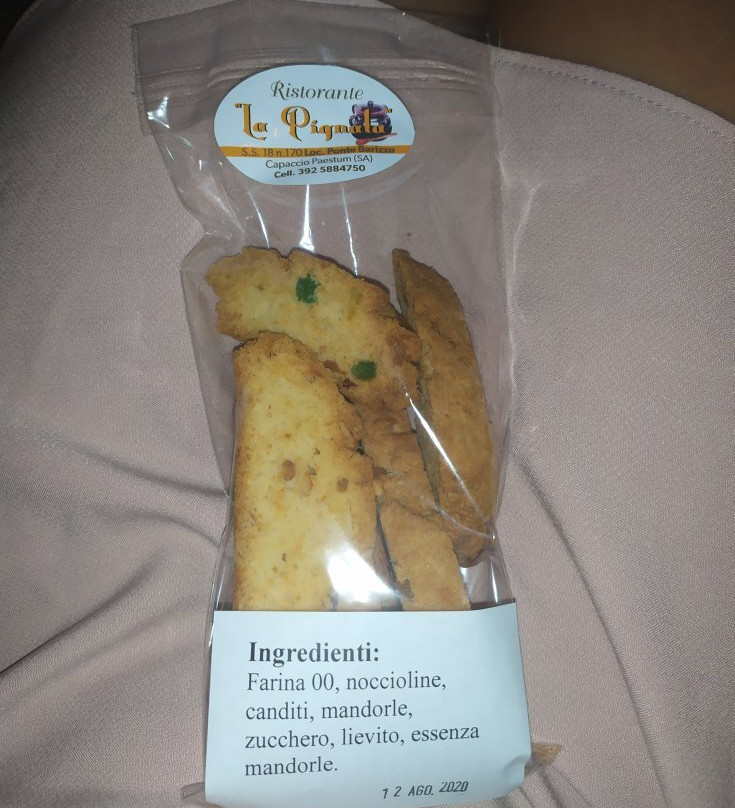 Ristorante
"La Pignata"
S.S. 18 n.170 Loc. Ponte Barizzo
Capaccio Paestum (SA)
Cell. 392 5884750
Ingredienti:
Farina 00, noccioline,
canditi, mandorle,
zucchero, lievito, essenza
mandorle.
12 AGO. 2020